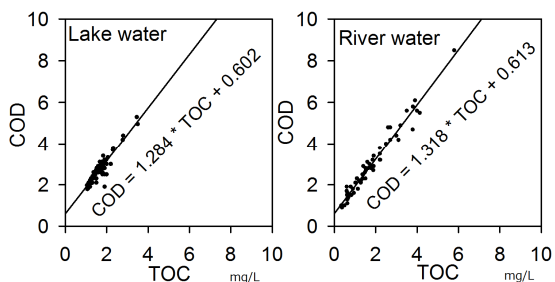 Lake water
10
8
6
4
2
0
COD
COD = 1.284 * TOC + 0.602
0 2 4 6 8 10
TOC mg/L
River water
10
8
6
4
2
0
COD
COD = 1.318 * TOC + 0.613
0 2 4 6 8 10
TOC mg/L